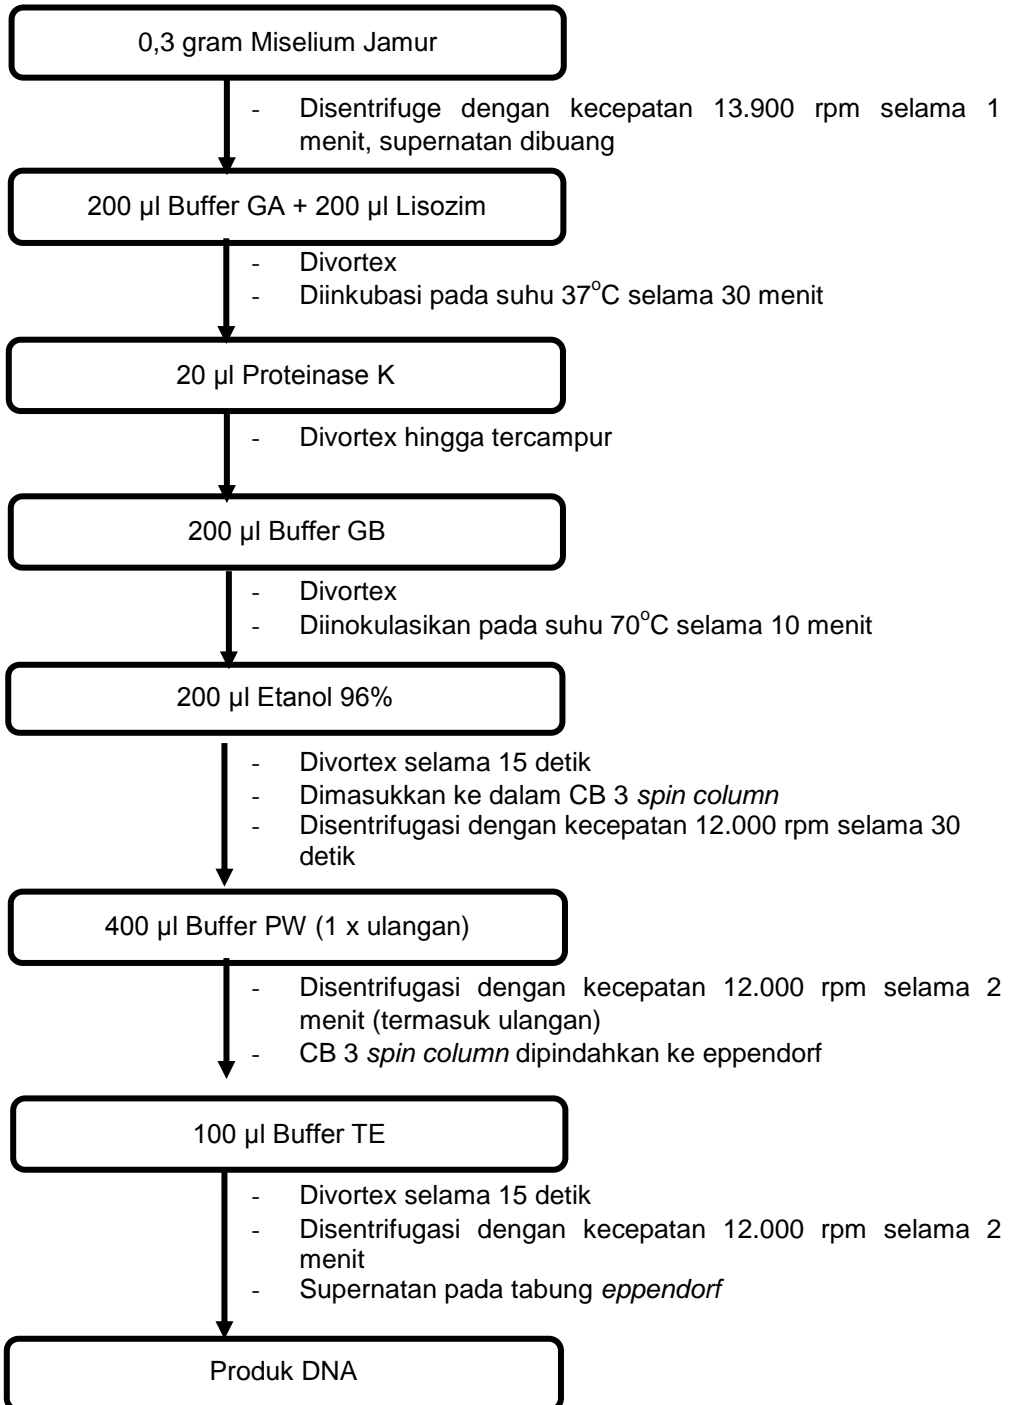 0,3 gram Miselium Jamur
- Disentrifuge dengan kecepatan 13.900 rpm selama 1
menit, supernatan dibuang
200 µl Buffer GA + 200 µl Lisozim
- Divortex
- Diinkubasi pada suhu 37°C selama 30 menit
20 µl Proteinase K
- Divortex hingga tercampur
200 µl Buffer GB
- Divortex
- Diinokulasikan pada suhu 70°C selama 10 menit
200 µl Etanol 96%
- Divortex selama 15 detik
- Dimasukkan ke dalam CB 3 spin column
- Disentrifugasi dengan kecepatan 12.000 rpm selama 30
detik
400 µl Buffer PW (1 x ulangan)
- Disentrifugasi dengan kecepatan 12.000 rpm selama 2
menit (termasuk ulangan)
- CB 3 spin column dipindahkan ke eppendorf
100 µl Buffer TE
- Divortex selama 15 detik
- Disentrifugasi dengan kecepatan 12.000 rpm selama 2
menit
- Supernatan pada tabung eppendorf
Produk DNA